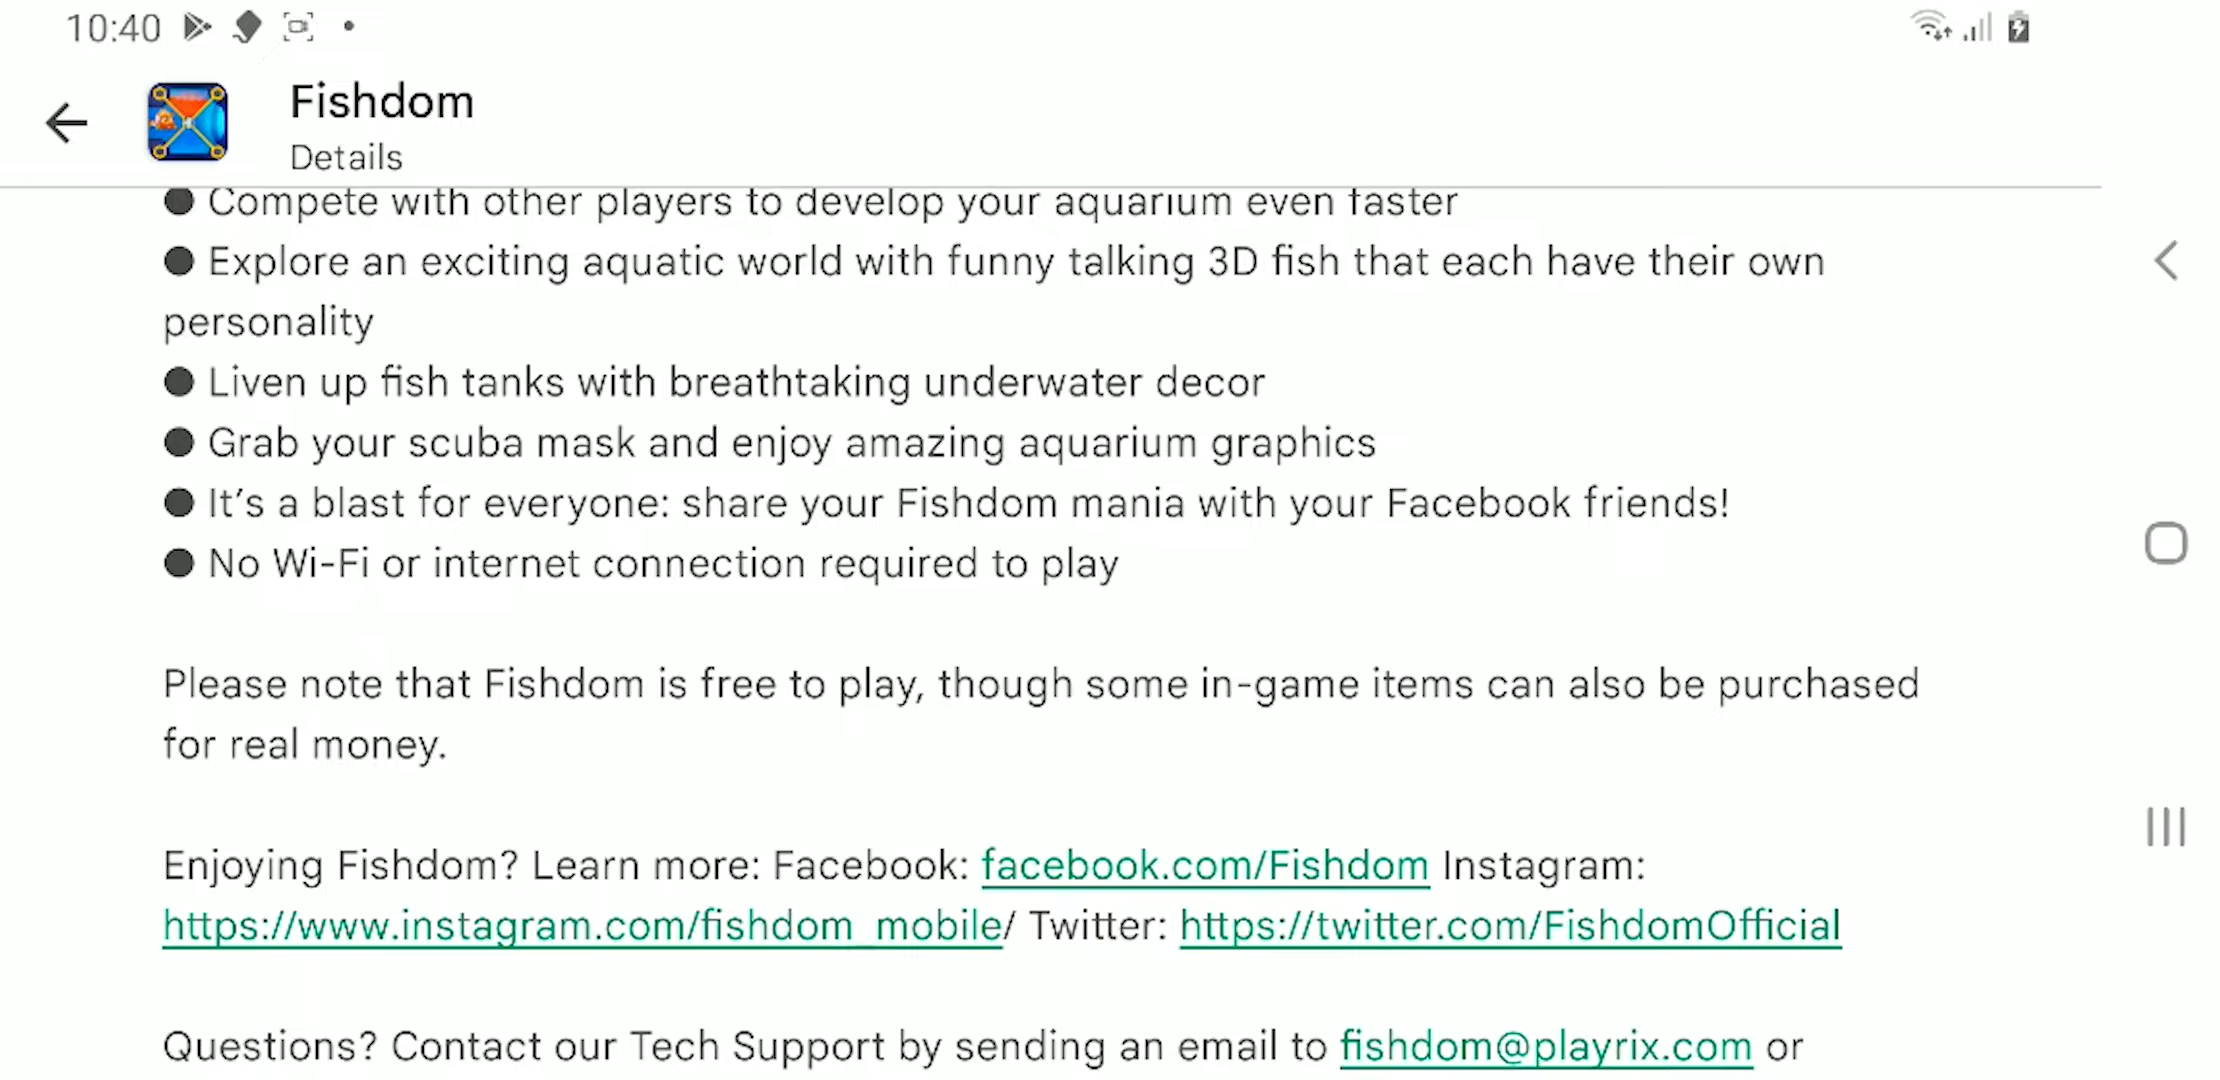 10:40
Fishdom
Details
● Compete with other players to develop your aquarium even faster
● Explore an exciting aquatic world with funny talking 3D fish that each have their own
personality
● Liven up fish tanks with breathtaking underwater decor
● Grab your scuba mask and enjoy amazing aquarium graphics
● It’s a blast for everyone: share your Fishdom mania with your Facebook friends!
● No Wi-Fi or internet connection required to play
Please note that Fishdom is free to play, though some in-game items can also be purchased
for real money.
Enjoying Fishdom? Learn more: Facebook: facebook.com/Fishdom Instagram:
https://www.instagram.com/fishdom_mobile/ Twitter: https://twitter.com/FishdomOfficial
Questions? Contact our Tech Support by sending an email to fishdom@playrix.com or